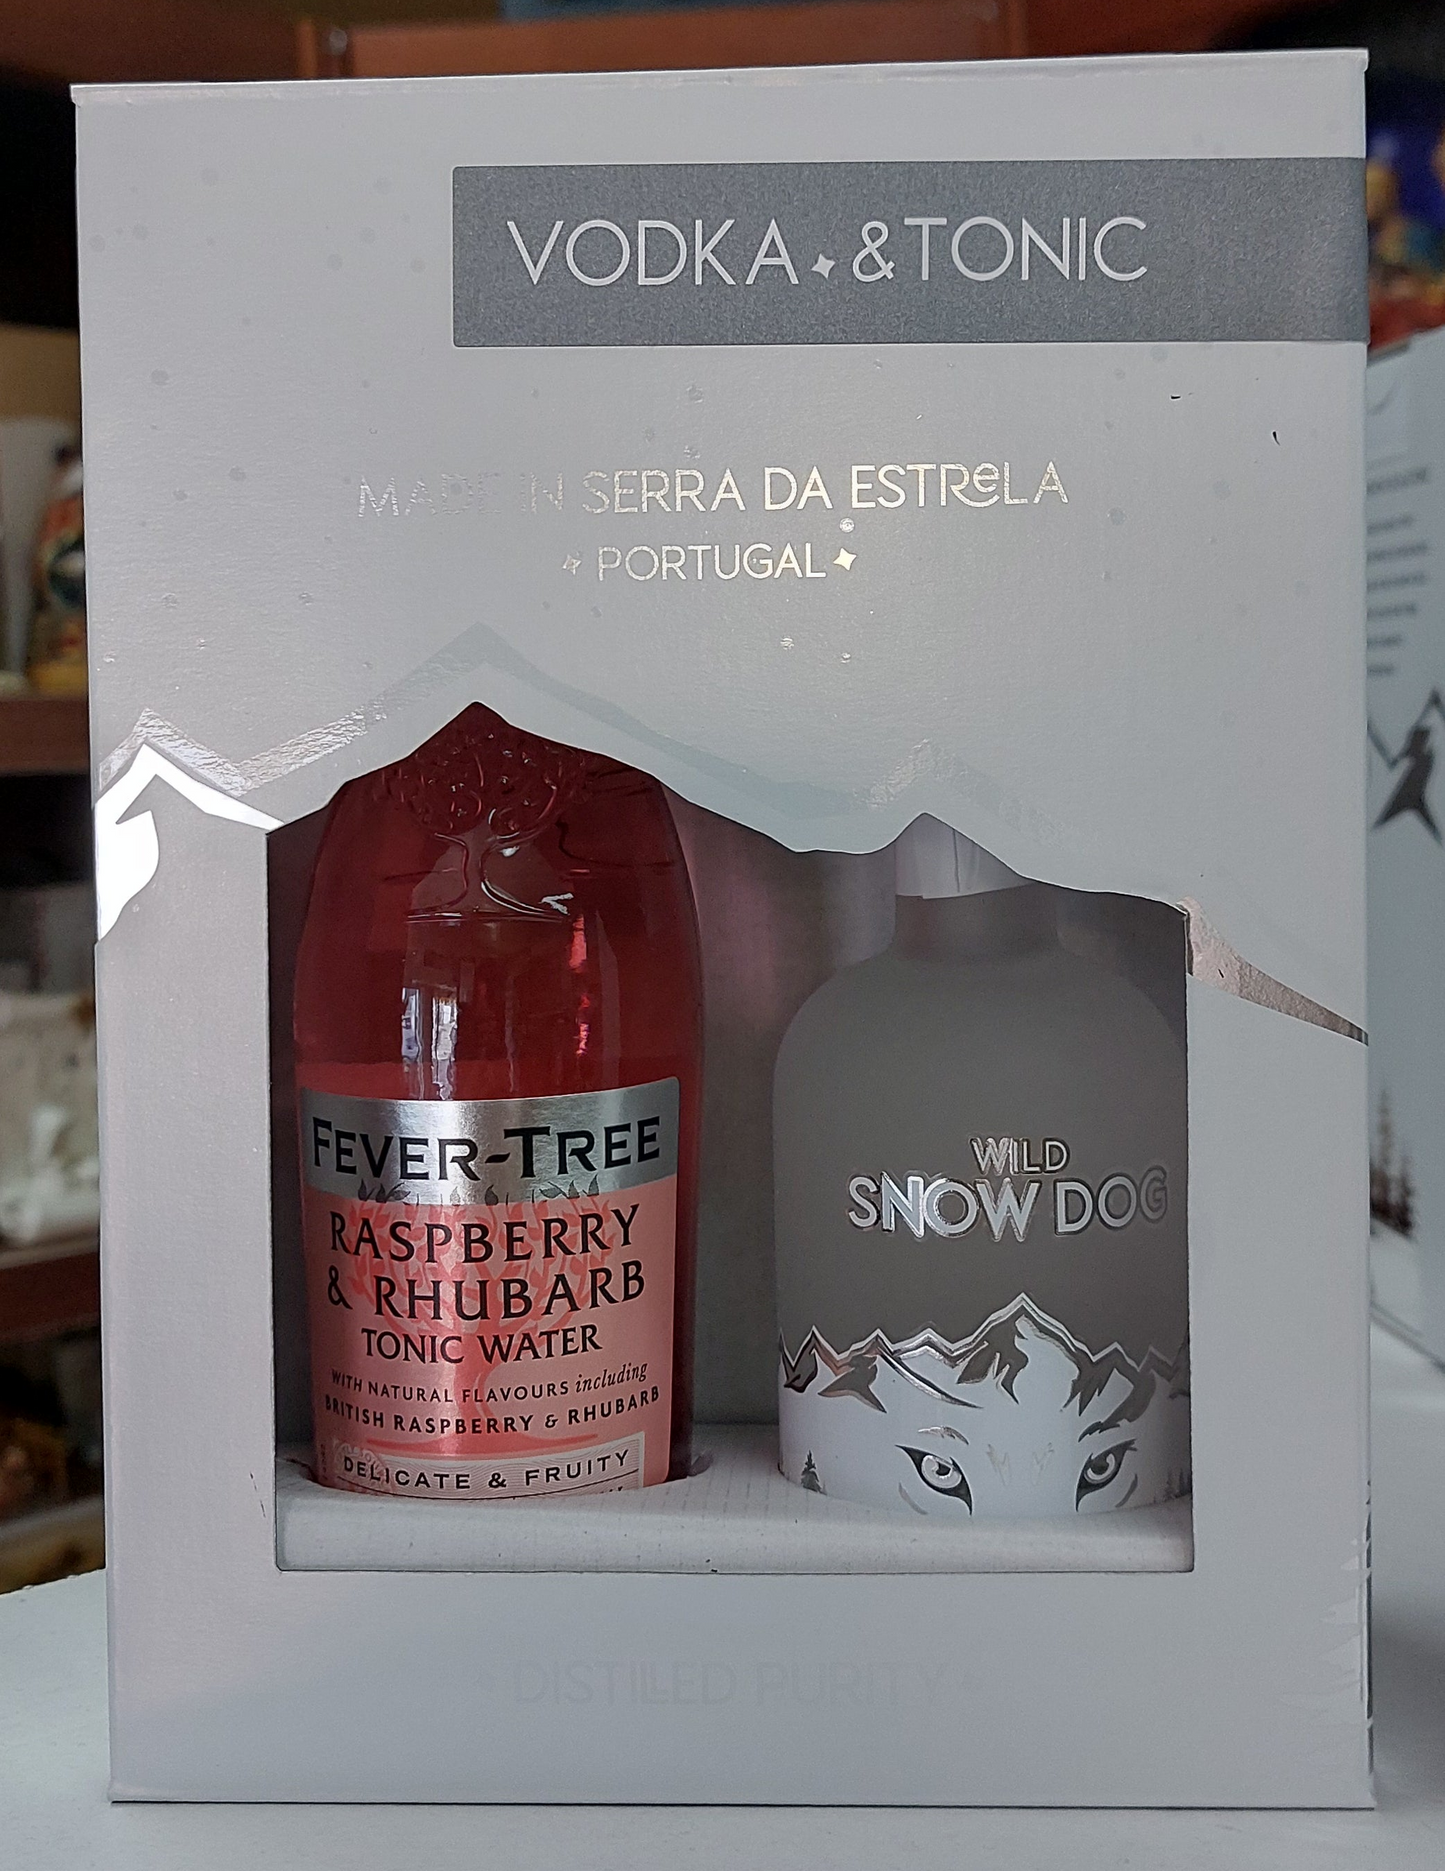 VODKA & TONIC
MADE IN SERRA DA ESTRELA
PORTUGAL
FEVER-TREE
RASPBERRY
& RHUBARB
TONIC WATER
WITH NATURAL FLAVOURS including
BRITISH RASPBERRY & RHUBARB
DELICATE & FRUITY
WILD
SNOW DOG
DISTILLED PURITY